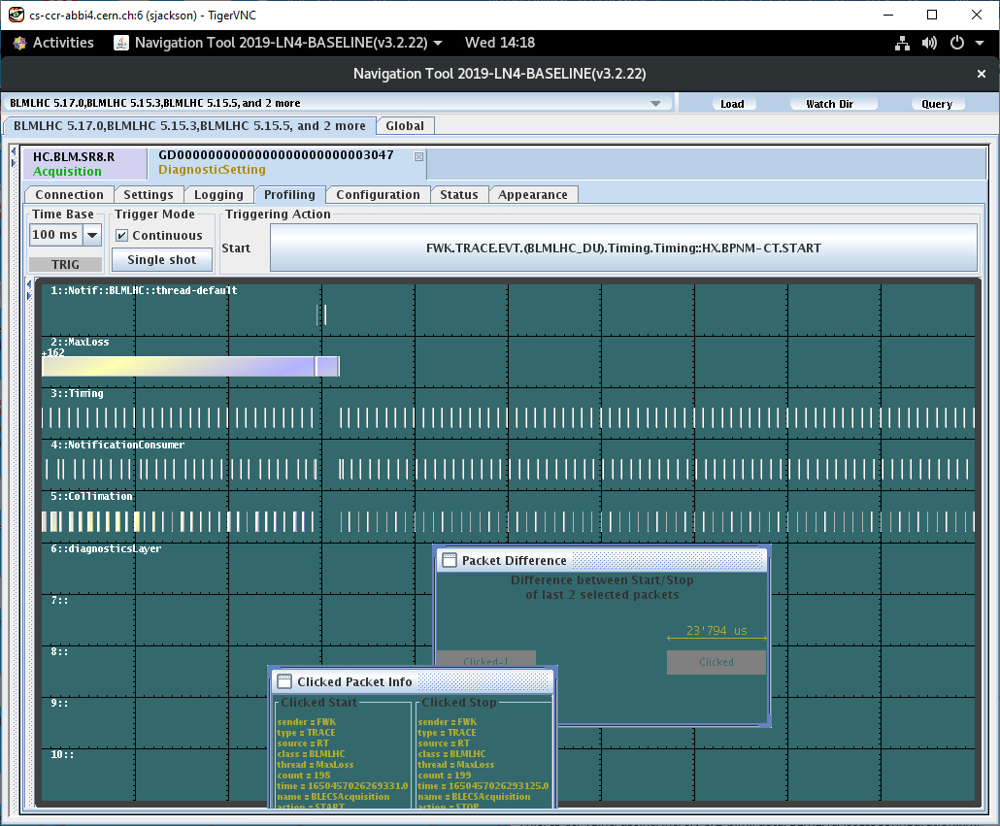 cs-ccr-abbi4.cern.ch:6 (sjackson) - TigerVNC
Activities Navigation Tool 2019-LN4-BASELINE(v3.2.22) Wed 14:18
Navigation Tool 2019-LN4-BASELINE(v3.2.22)
BLMLHC 5.17.0,BLMLHC 5.15.3,BLMLHC 5.15.5, and 2 more Load Watch Dir Query
BLMLHC 5.17.0,BLMLHC 5.15.3,BLMLHC 5.15.5, and 2 more Global
HC.BLM.SR8.R
Acquisition
GD0000000000000000000000003047
DiagnosticSetting
Connection Settings Logging Profiling Configuration Status Appearance
Time Base Trigger Mode Triggering Action
100 ms Continuous
TRIG Single shot
Start FWK.TRACE.EVT.(BLMLHC_DU).Timing.Timing::HX.BPNM-CT.START
1::Notif::BLMLHC::thread-default
2::MaxLoss
+162
3::Timing
4::NotificationConsumer
5::Collimation
6::diagnosticsLayer
7::
8::
9::
10::
Packet Difference
Difference between Start/Stop
of last 2 selected packets
23'794 us
Clicked-1 Clicked
Clicked Packet Info
Clicked Start
sender = FWK
type = TRACE
source = RT
class = BLMLHC
thread = MaxLoss
count = 198
time = 1650457026269331.0
name = BLECSAcquisition
action = START
Clicked Stop
sender = FWK
type = TRACE
source = RT
class = BLMLHC
thread = MaxLoss
count = 199
time = 1650457026293125.0
name = BLECSAcquisition
action = STOP